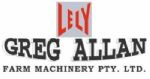 LELY
GREG ALLAN
FARM MACHINERY PTY. LTD.